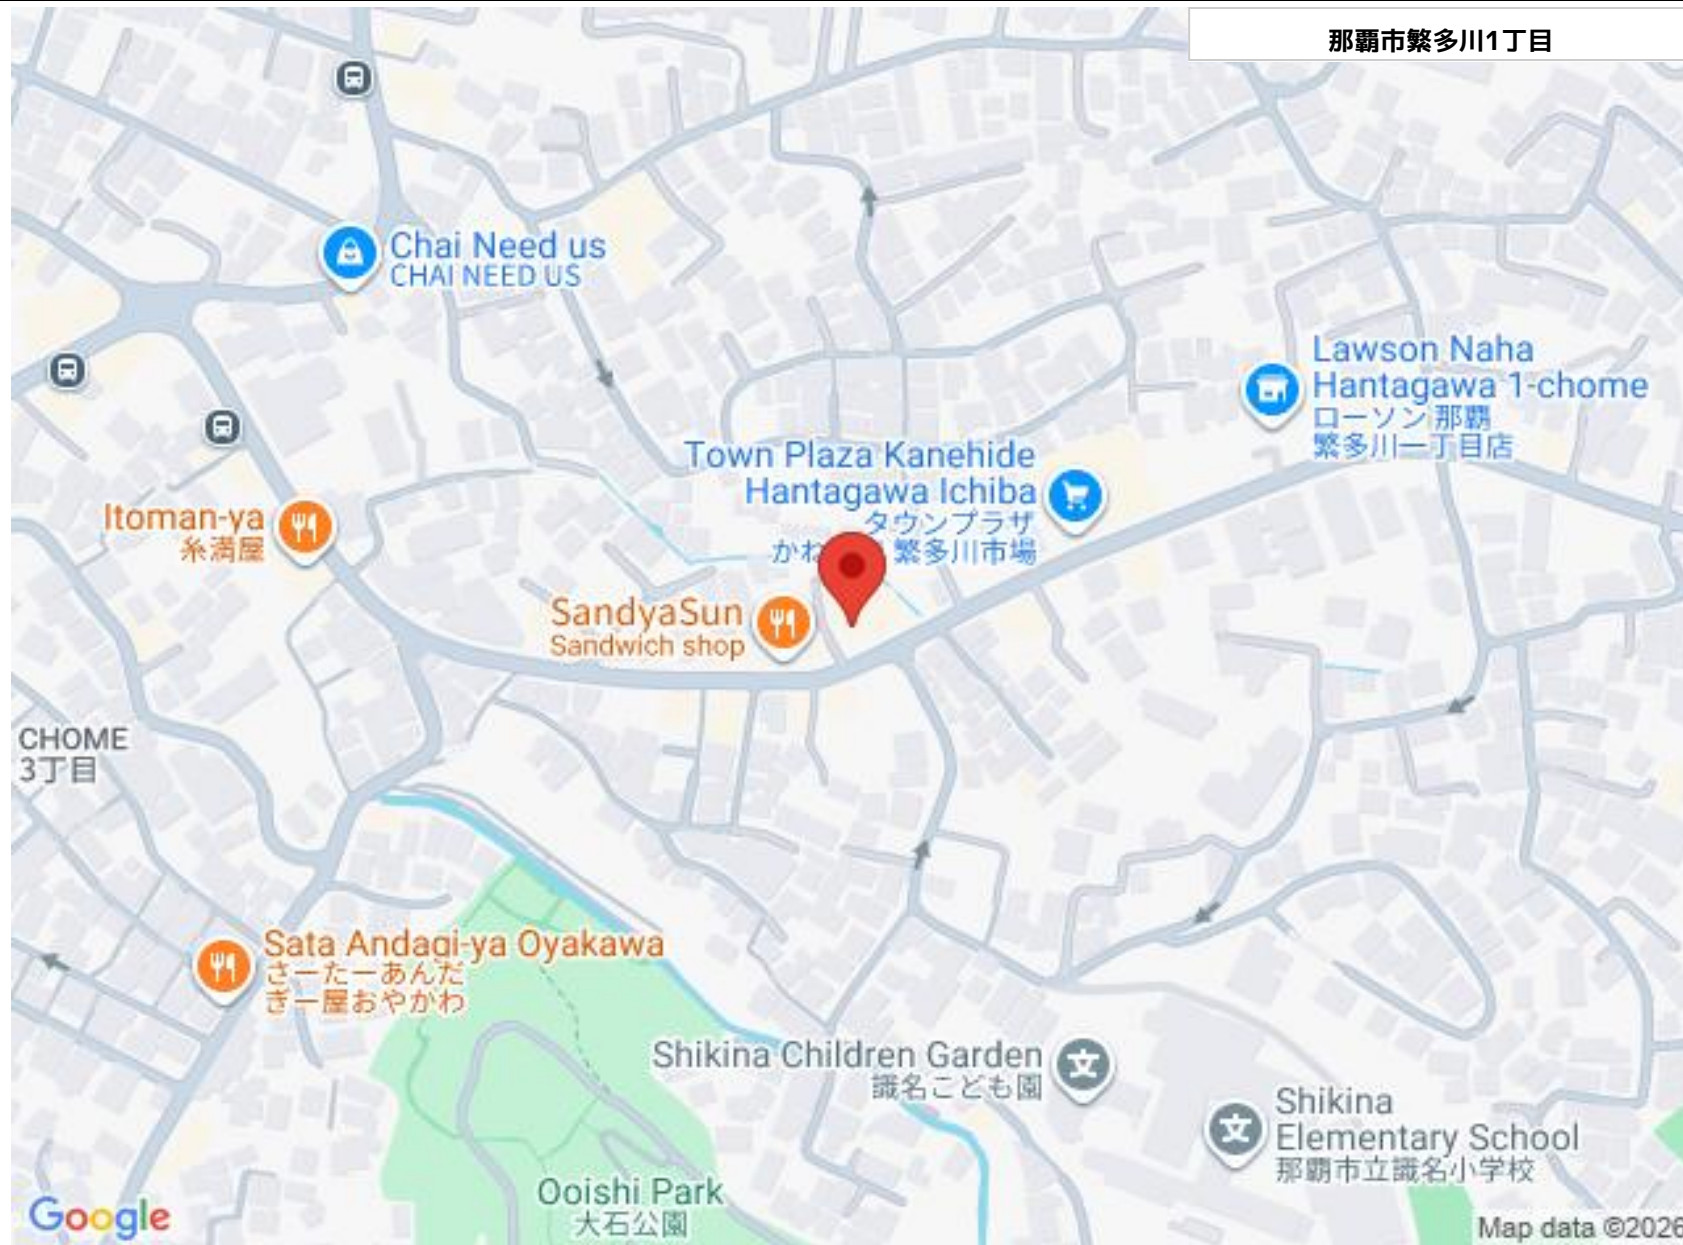 那覇市繁多川1丁目
Chai Need us
CHAI NEED US
Lawson Naha
Hantagawa 1-chome
ローソン 那覇
繁多川一丁目店
Town Plaza Kanehide
Hantagawa Ichiba
タウンプラザ
かね
繁多川市場
Itoman-ya
糸満屋
SandyaSun
Sandwich shop
CHOME
3丁目
Sata Andagi-ya Oyakawa
さーたーあんだ
ぎー屋おやかわ
Shikina Children Garden
識名こども園
Shikina
Elementary School
那覇市立識名小学校
Ooishi Park
大石公園
Google
Map data ©2026